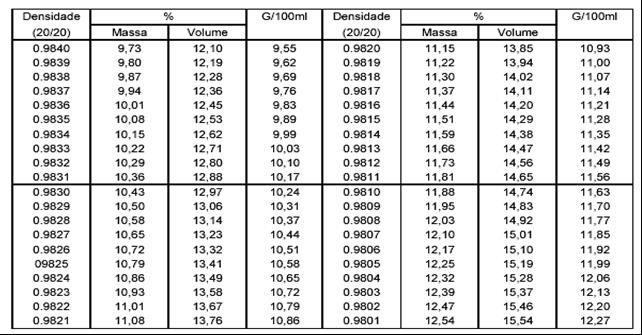 Densidade % G/100ml Densidade % G/100ml
(20/20) Massa Volume (20/20) Massa Volume
0.9840 9,73 12,10 9,55 0.9820 11,15 13,85 10,93
0.9839 9,80 12,19 9,62 0.9819 11,22 13,94 11,00
0.9838 9,87 12,28 9,69 0.9818 11,30 14,02 11,07
0.9837 9,94 12,36 9,76 0.9817 11,37 14,11 11,14
0.9836 10,01 12,45 9,83 0.9816 11,44 14,20 11,21
0.9835 10,08 12,53 9,89 0.9815 11,51 14,29 11,28
0.9834 10,15 12,62 9,99 0.9814 11,59 14,38 11,35
0.9833 10,22 12,71 10,03 0.9813 11,66 14,47 11,42
0.9832 10,29 12,80 10,10 0.9812 11,73 14,56 11,49
0.9831 10,36 12,88 10,17 0.9811 11,81 14,65 11,56
0.9830 10,43 12,97 10,24 0.9810 11,88 14,74 11,63
0.9829 10,50 13,06 10,31 0.9809 11,95 14,83 11,70
0.9828 10,58 13,14 10,37 0.9808 12,03 14,92 11,77
0.9827 10,65 13,23 10,44 0.9807 12,10 15,01 11,85
0.9826 10,72 13,32 10,51 0.9806 12,17 15,10 11,92
09825 10,79 13,41 10,58 0.9805 12,25 15,19 11,99
0.9824 10,86 13,49 10,65 0.9804 12,32 15,28 12,06
0.9823 10,93 13,58 10,72 0.9803 12,39 15,37 12,13
0.9822 11,01 13,67 10,79 0.9802 12,47 15,46 12,20
0.9821 11,08 13,76 10,86 0.9801 12,54 15,54 12,27